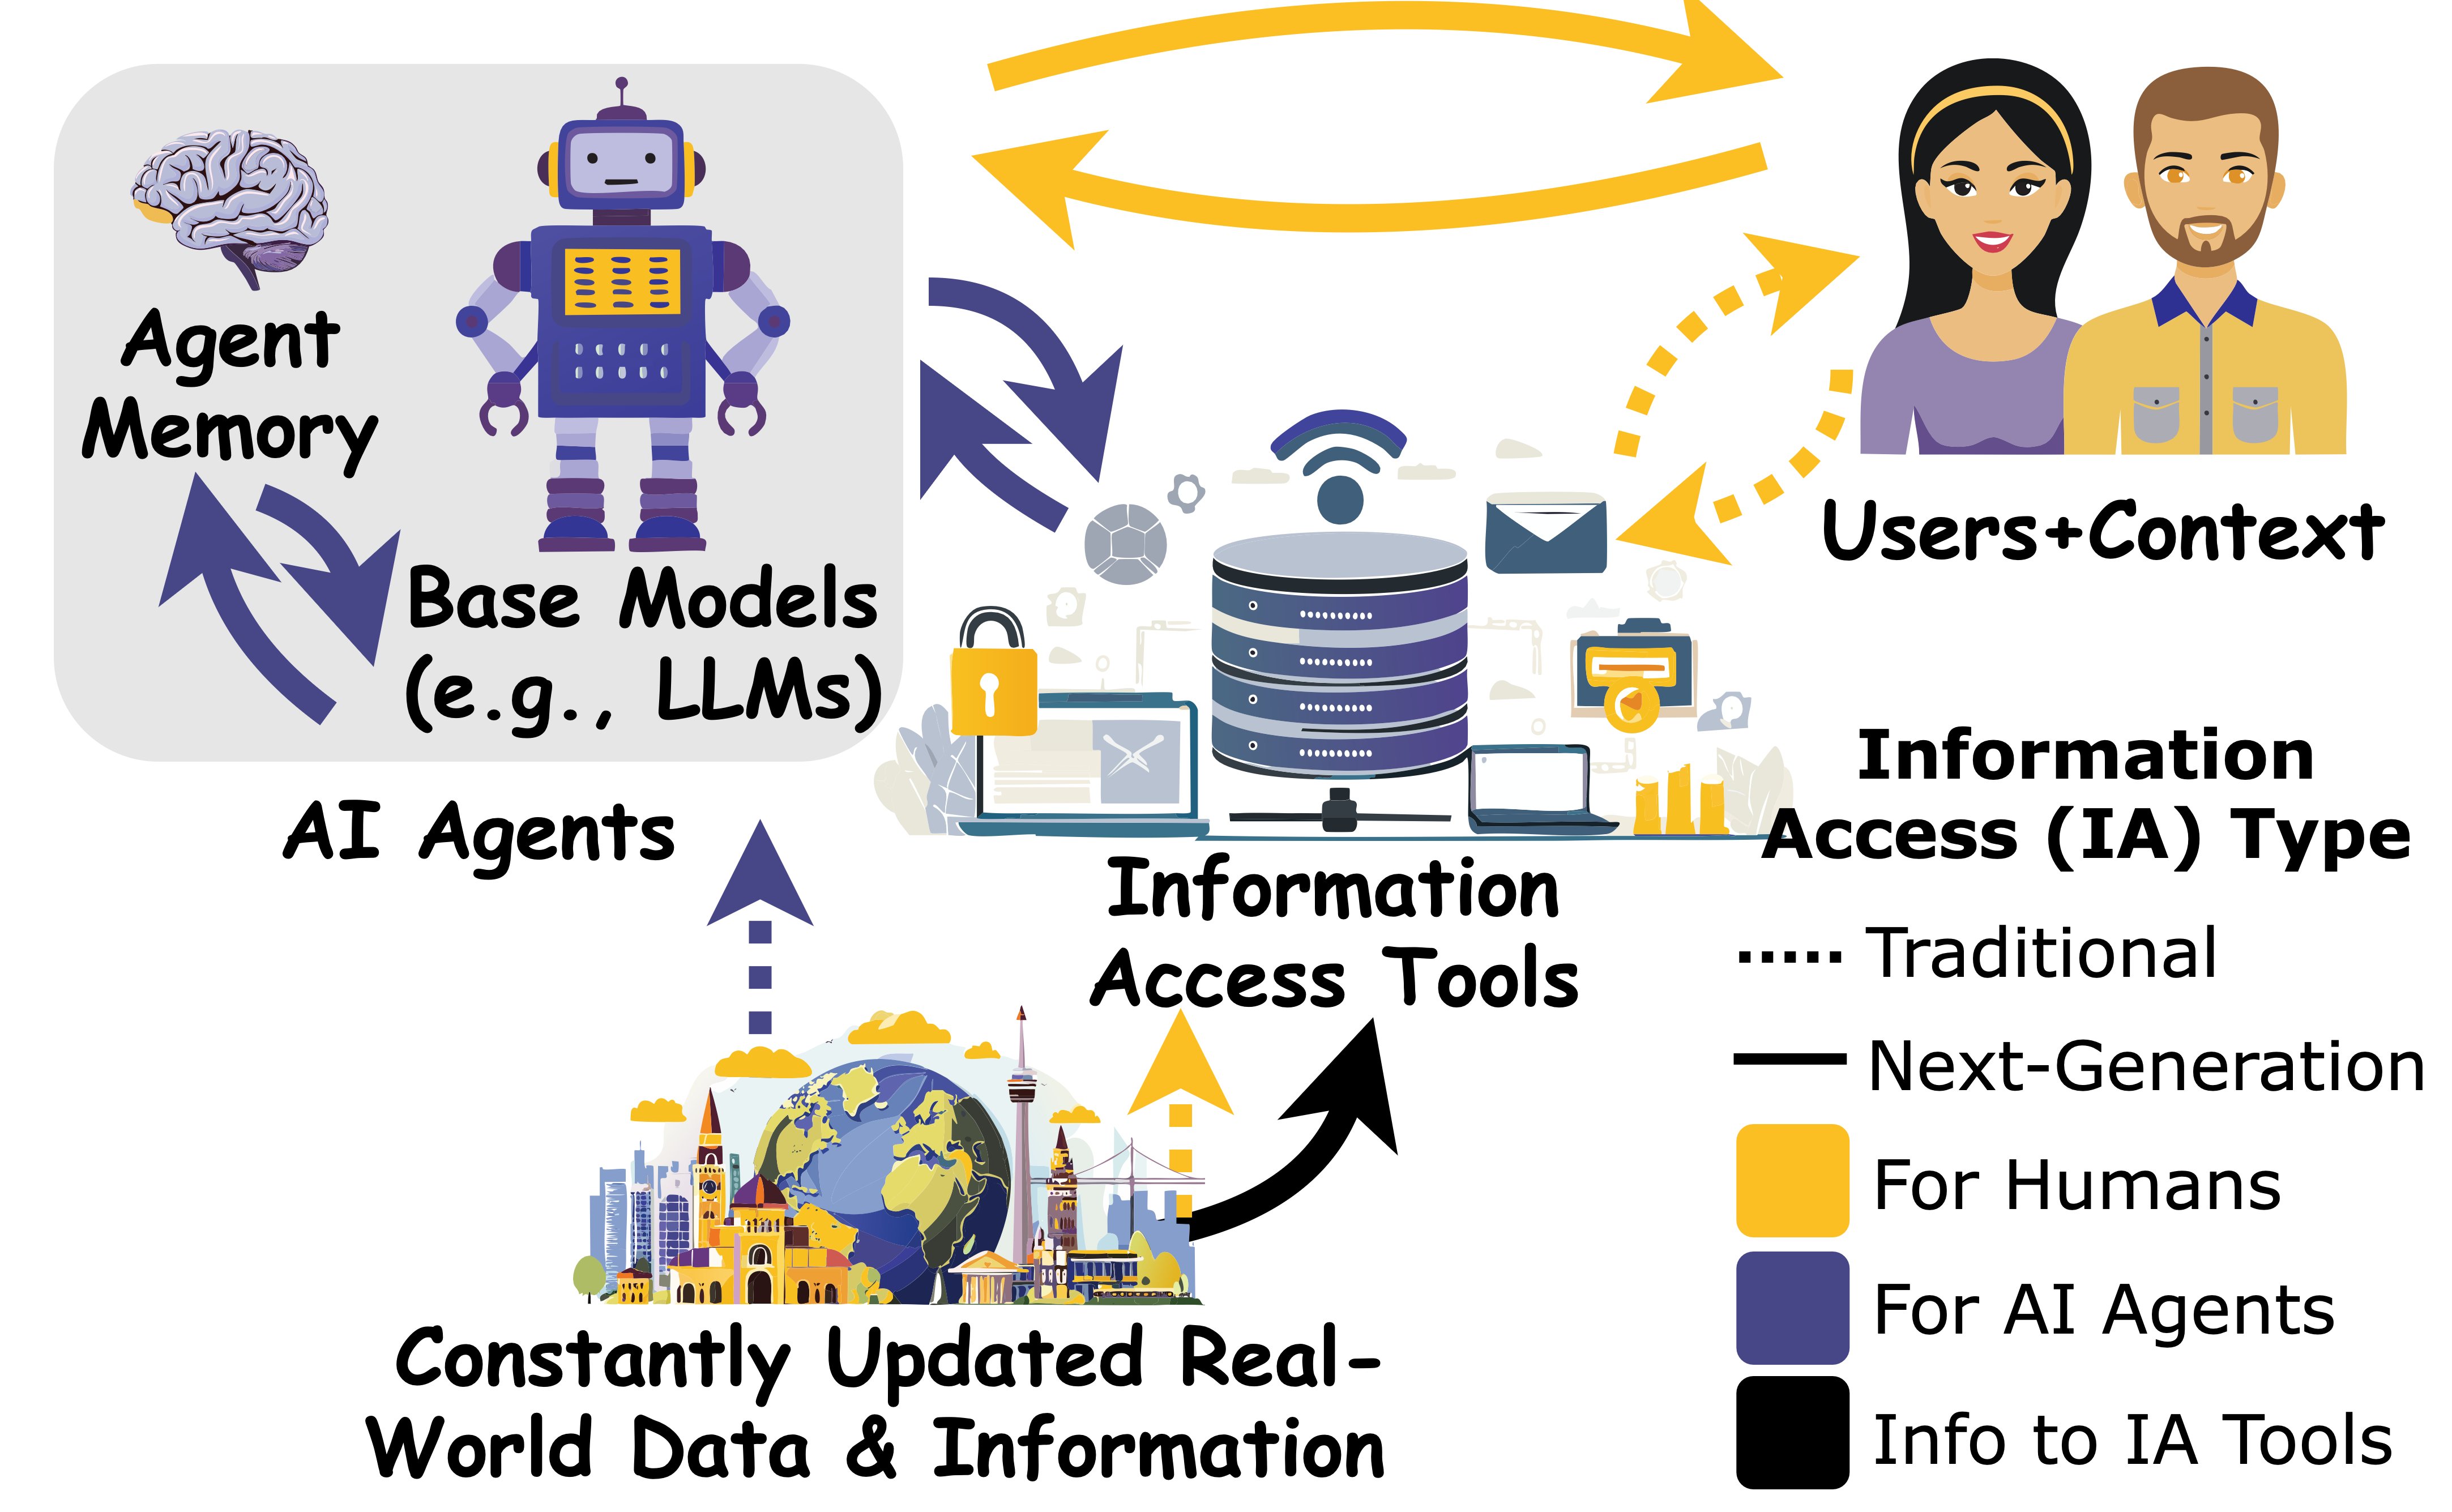 Agent
Memory
Base Models
(e.g., LLMs)
AI Agents
Users+Context
Information
Access Tools
Constantly Updated Real-
World Data & Information
Information
Access (IA) Type
Traditional
Next-Generation
For Humans
For AI Agents
Info to IA Tools